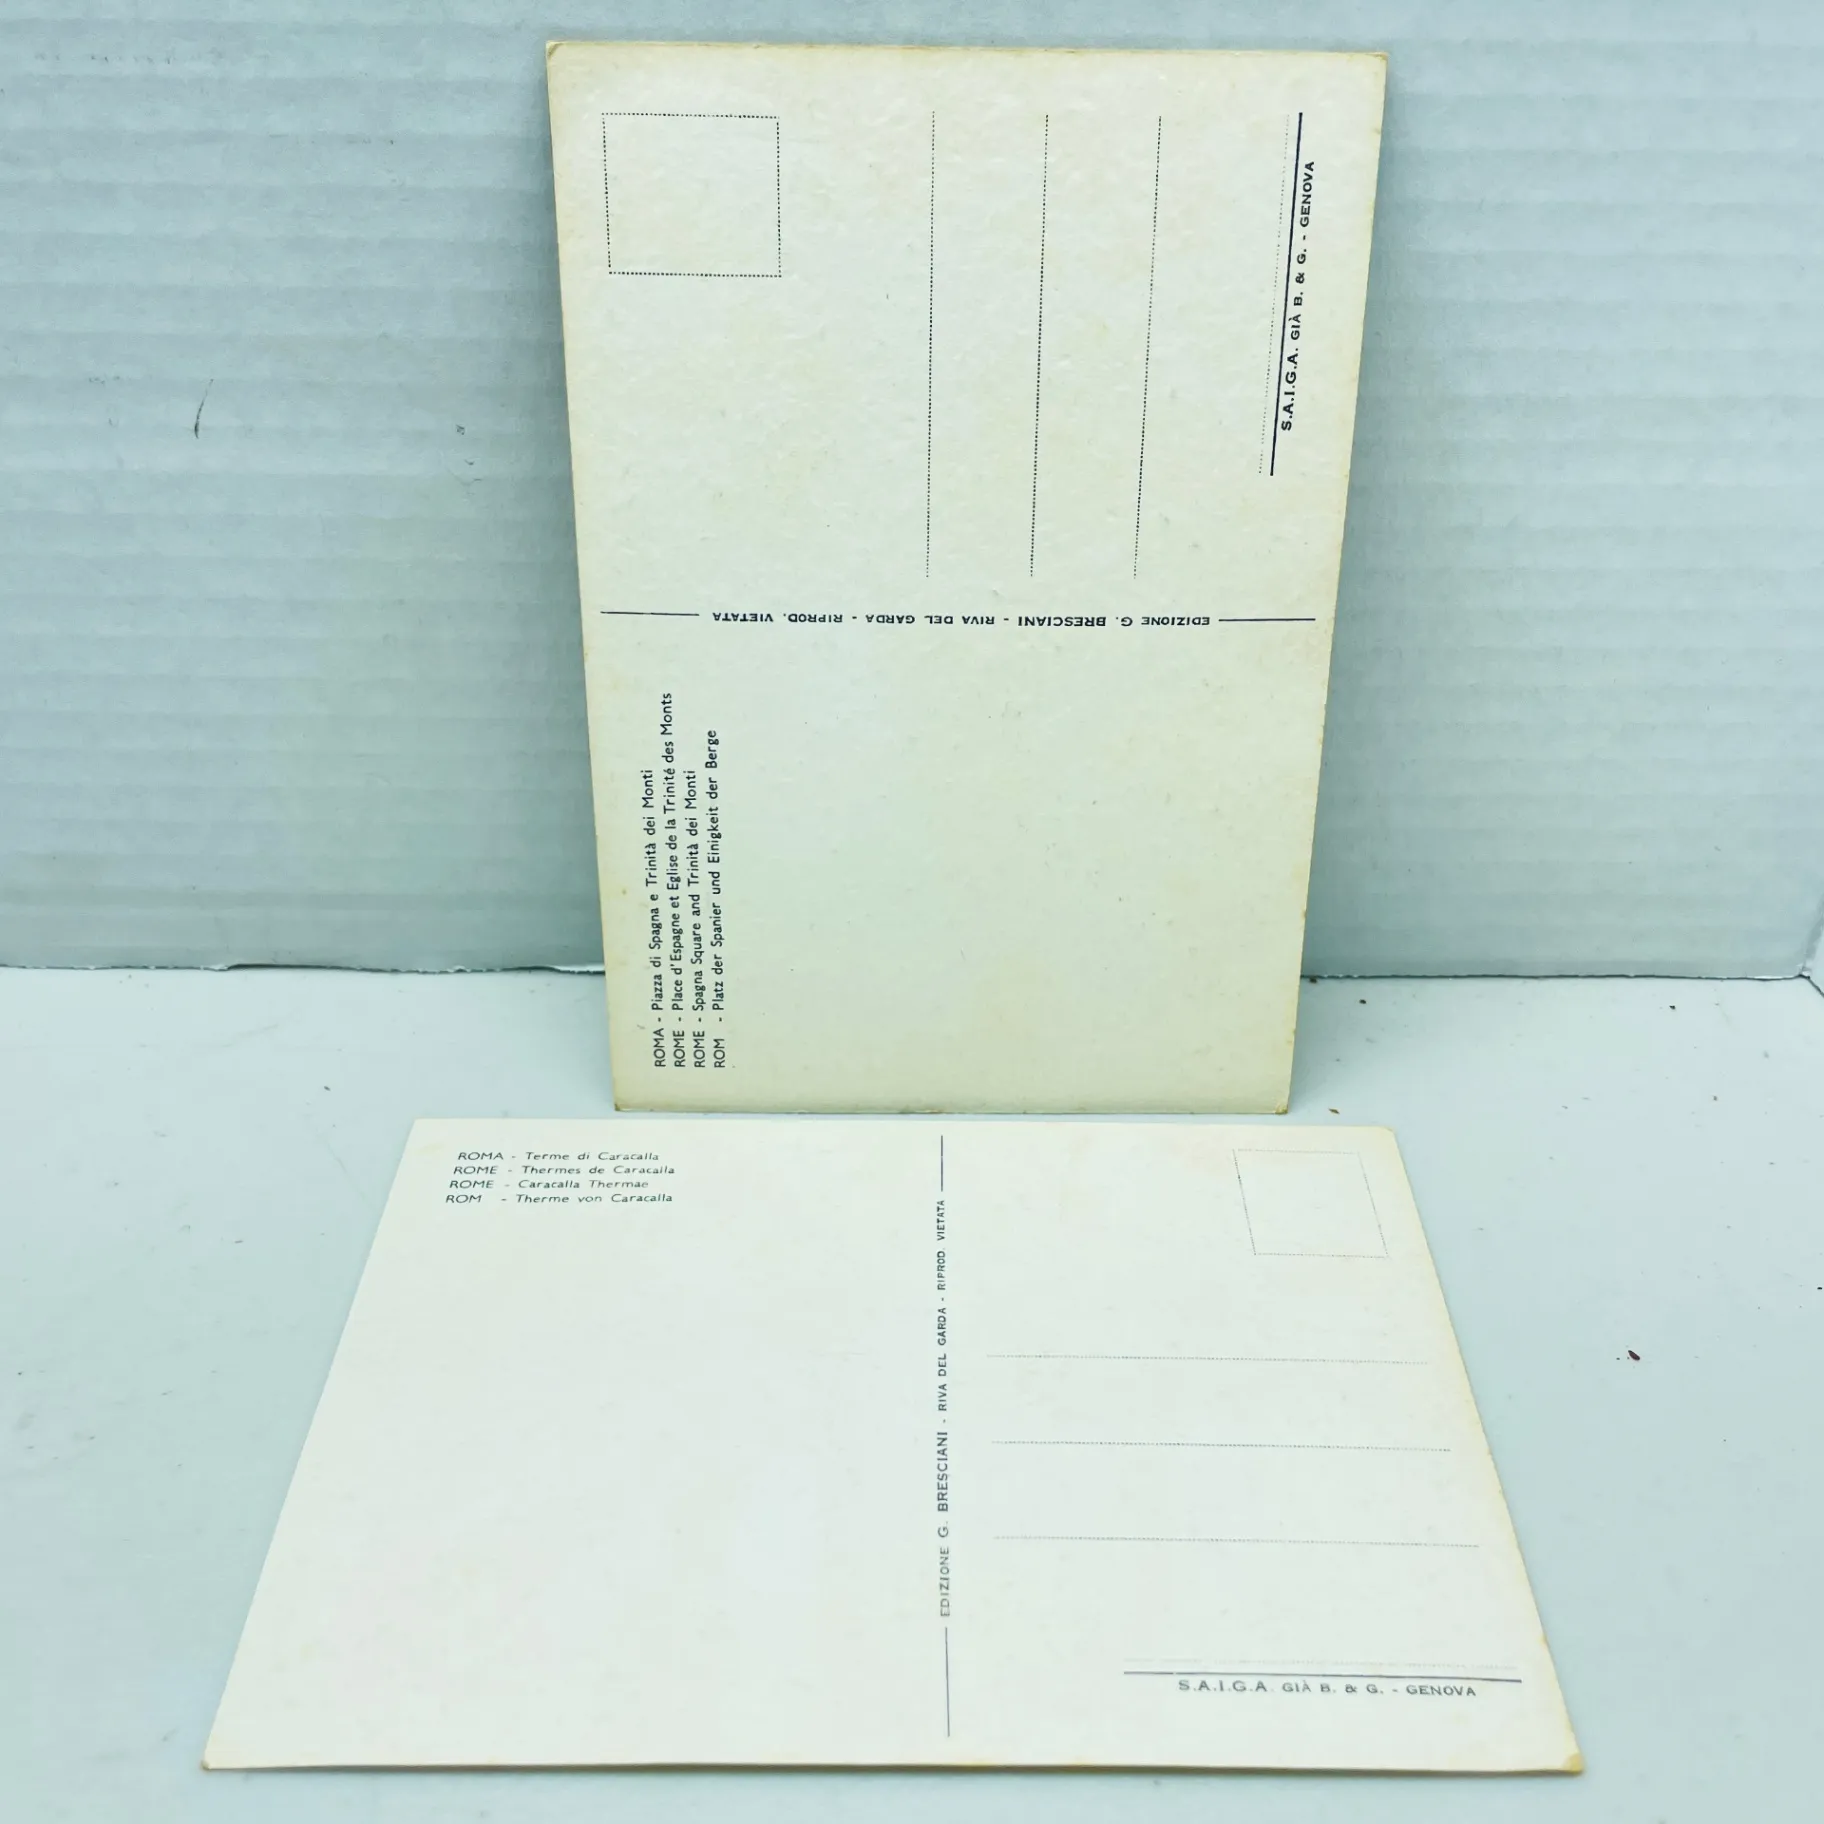 ROMA - Piazza di Spagna e Trinità dei Monti
ROME - Place d'Espagne et Eglise de la Trinité des Monts
ROME - Spagna Square and Trinità dei Monti
ROM - Platz der Spanier und Einigkeit der Berge
EDIZIONE G. BRESCIANI - RIVA DEL GARDA - RIPROD. VIETATA
S.A.I.G.A. GIÀ B. & G. - GENOVA
ROMA - Terme di Caracalla
ROME - Thermes de Caracalla
ROME - Caracalla Thermae
ROM - Therme von Caracalla
EDIZIONE G. BRESCIANI - RIVA DEL GARDA - RIPROD. VIETATA
S.A.I.G.A. GIÀ B. & G. - GENOVA